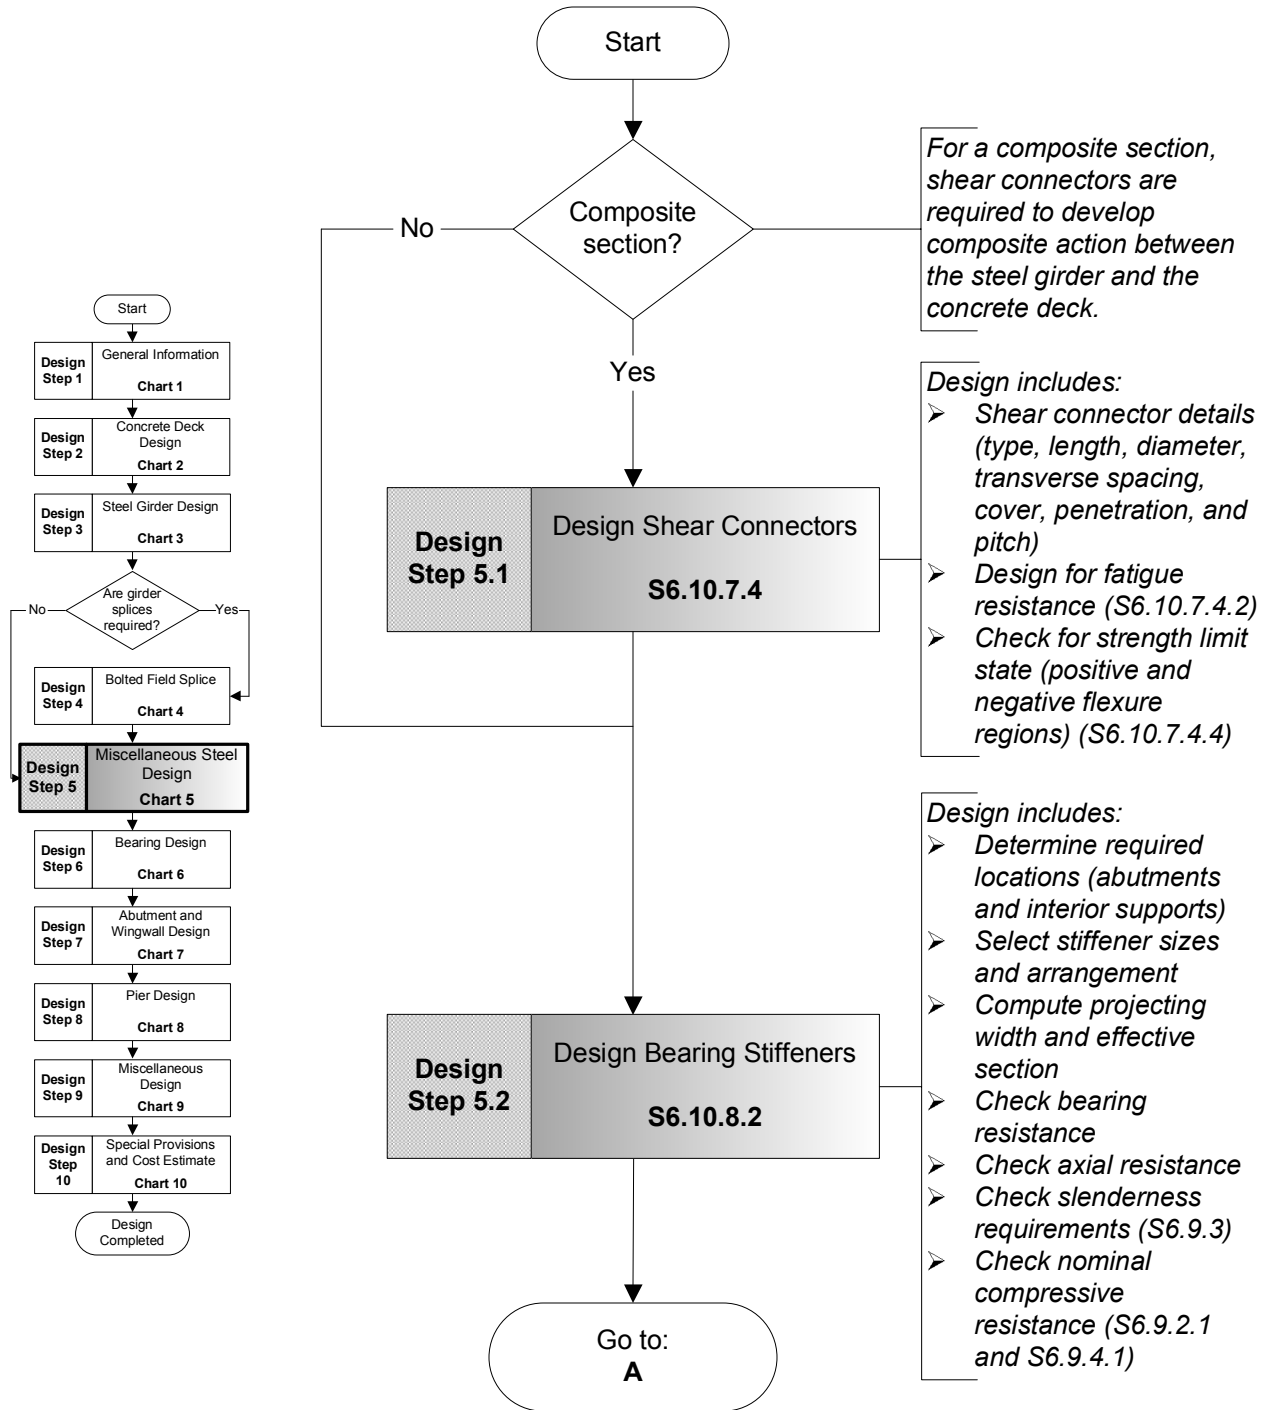 Start
General Information
Design
Step 1
Chart 1
Concrete Deck
Design
Design
Step 2
Chart 2
Steel Girder Design
Design
Step 3
Chart 3
Are girder
splices
required?
No
Yes
Bolted Field Splice
Design
Step 4
Chart 4
Miscellaneous Steel
Design
Design
Step 5
Chart 5
Bearing Design
Design
Step 6
Chart 6
Abutment and
Wingwall Design
Design
Step 7
Chart 7
Pier Design
Design
Step 8
Chart 8
Miscellaneous
Design
Design
Step 9
Chart 9
Special Provisions
and Cost Estimate
Design
Step
10
Chart 10
Design
Completed
Start
Composite
section?
No
Yes
For a composite section,
shear connectors are
required to develop
composite action between
the steel girder and the
concrete deck.
Design
Step 5.1
Design Shear Connectors
S6.10.7.4
Design includes:
➢ Shear connector details
(type, length, diameter,
transverse spacing,
cover, penetration, and
pitch)
➢ Design for fatigue
resistance (S6.10.7.4.2)
➢ Check for strength limit
state (positive and
negative flexure
regions) (S6.10.7.4.4)
Design
Step 5.2
Design Bearing Stiffeners
S6.10.8.2
Design includes:
➢ Determine required
locations (abutments
and interior supports)
➢ Select stiffener sizes
and arrangement
➢ Compute projecting
width and effective
section
➢ Check bearing
resistance
➢ Check axial resistance
➢ Check slenderness
requirements (S6.9.3)
➢ Check nominal
compressive
resistance (S6.9.2.1
and S6.9.4.1)
Go to:
A